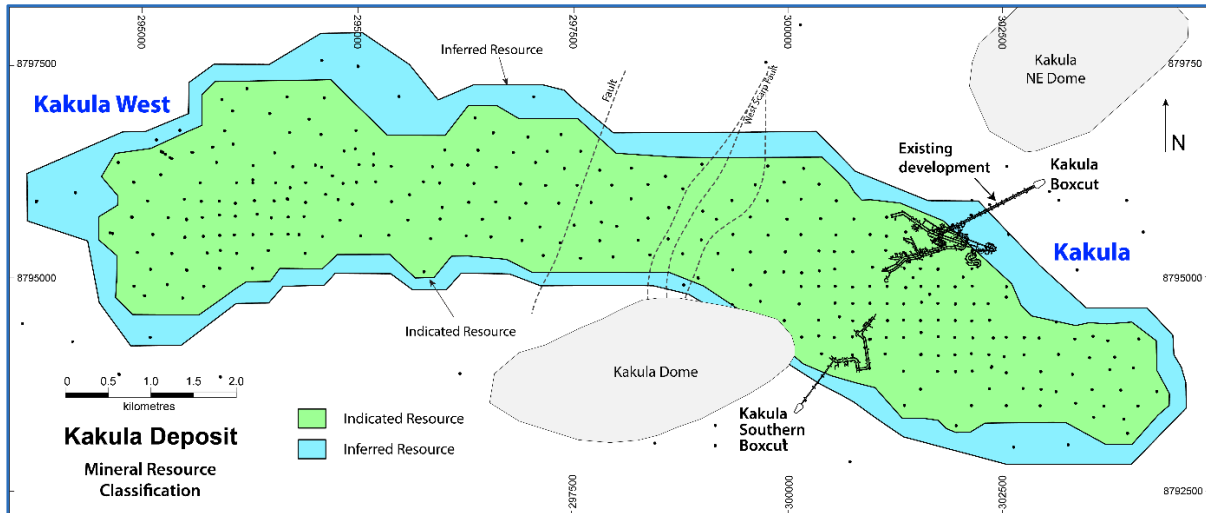 295000
295000
297500
300000
302500
8797500
879750
Inferred Resource
Kakula
NE Dome
Kakula West
Fault
West Scarp Fault
N
Existing
development
Kakula
Boxcut
Kakula
8795000
8795000
Indicated Resource
Kakula Dome
0 0.5 1.0 1.5 2.0
kilometres
Kakula Deposit
Mineral Resource
Classification
Indicated Resource
Inferred Resource
Kakula
Southern
Boxcut
8792500
297500
300000
302500